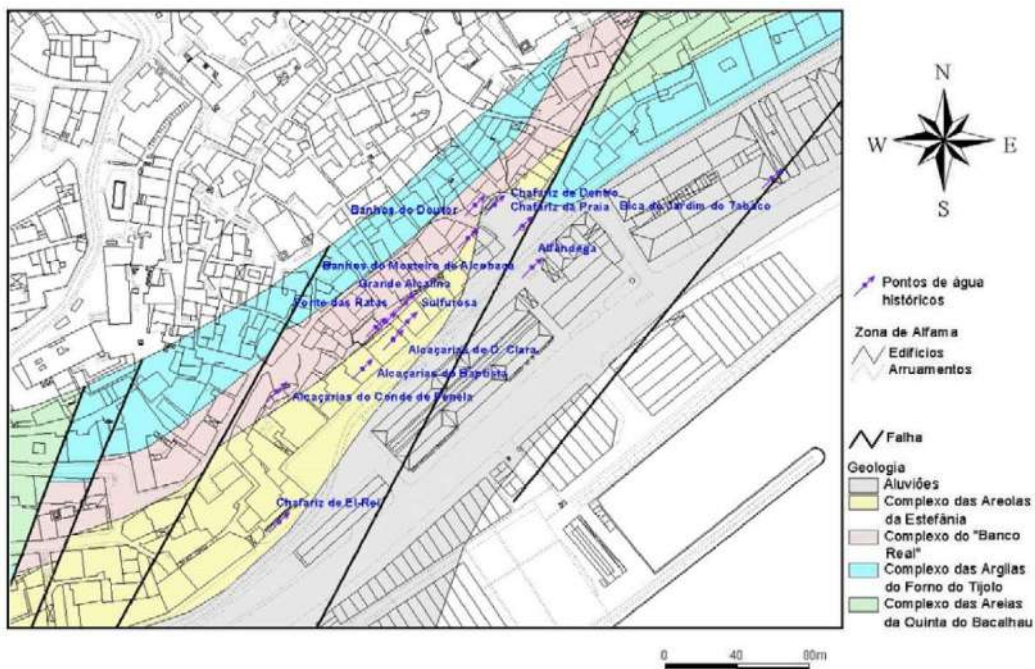 Chafariz de Dentro
Banhos do Doutor
Chafariz da Praia
Bica do Jardim do Tabaco
Alfandega
Banhos do Mosteiro de Alcobaça
Grande Alcalina
Fonte das Ratas
Sulfurosa
Alcaçarias de D. Clara
Alcaçarias do Baptista
Alcaçarias do Conde de Penela
Chafariz de El-Rei
N
W
E
S
Pontos de água
históricos
Zona de Alfama
Edifícios
Arruamentos
Falha
Geologia
Aluviões
Complexo das Areolas
da Estefânia
Complexo do "Banco
Real"
Complexo das Argilas
do Forno do Tijolo
Complexo das Areias
da Quinta do Bacalhau
0 40 80m